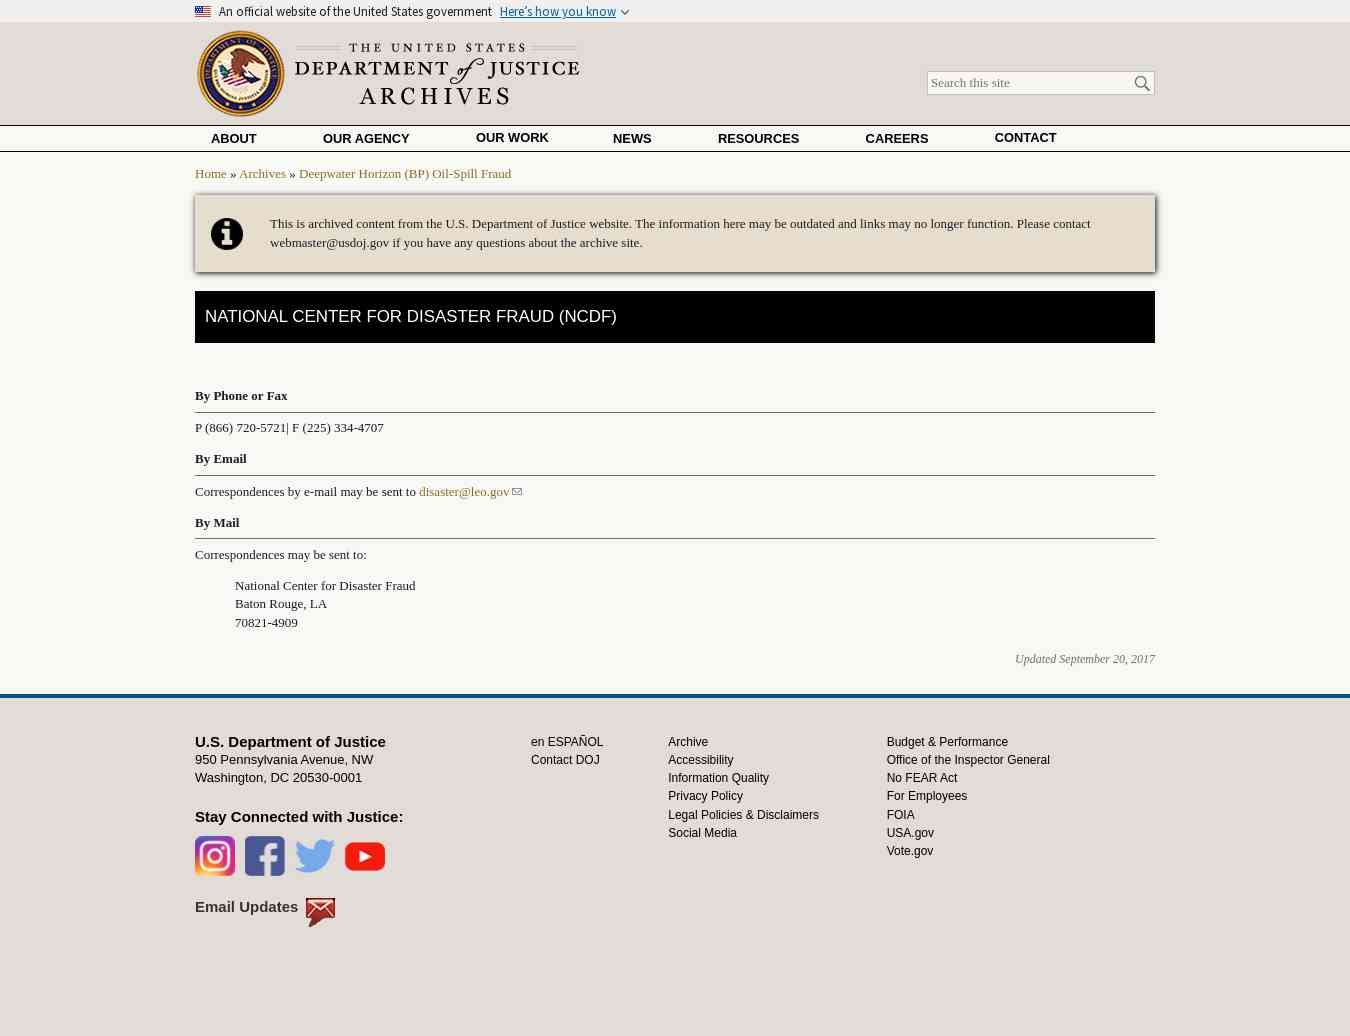 An official website of the United States government Here's how you know
THE UNITED STATES
DEPARTMENT of JUSTICE
ARCHIVES
Search this site
ABOUT OUR AGENCY OUR WORK NEWS RESOURCES CAREERS CONTACT
Home » Archives » Deepwater Horizon (BP) Oil-Spill Fraud
This is archived content from the U.S. Department of Justice website. The information here may be outdated and links may no longer function. Please contact
webmaster@usdoj.gov if you have any questions about the archive site.
NATIONAL CENTER FOR DISASTER FRAUD (NCDF)
By Phone or Fax
P (866) 720-5721| F (225) 334-4707
By Email
Correspondences by e-mail may be sent to disaster@leo.gov
By Mail
Correspondences may be sent to:
National Center for Disaster Fraud
Baton Rouge, LA
70821-4909
Updated September 20, 2017
U.S. Department of Justice
950 Pennsylvania Avenue, NW
Washington, DC 20530-0001
Stay Connected with Justice:
Email Updates
en ESPAÑOL
Contact DOJ
Archive
Accessibility
Information Quality
Privacy Policy
Legal Policies & Disclaimers
Social Media
Budget & Performance
Office of the Inspector General
No FEAR Act
For Employees
FOIA
USA.gov
Vote.gov